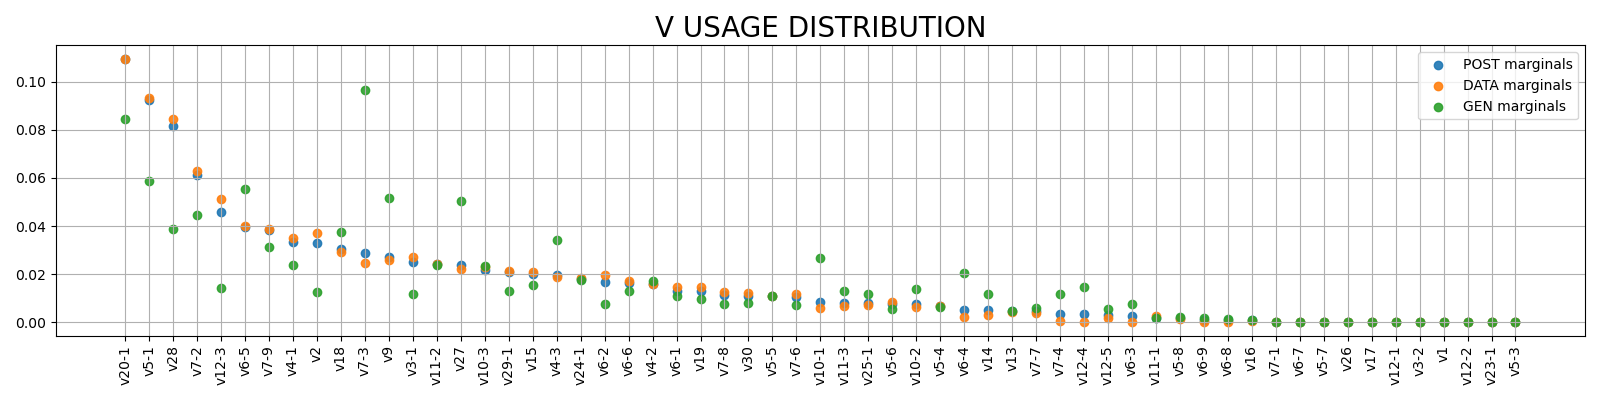 V USAGE DISTRIBUTION
POST marginals
DATA marginals
GEN marginals
0.10
0.08
0.06
0.04
0.02
0.00
v20-1 v5-1 v28 v7-2 v12-3 v6-5 v7-9 v4-1 v2 v18 v7-3 v9 v3-1 v11-2 v27 v10-3 v29-1 v15 v4-3 v24-1 v6-2 v6-6 v4-2 v6-1 v19 v7-8 v30 v5-5 v7-6 v10-1 v11-3 v25-1 v5-6 v10-2 v5-4 v6-4 v14 v13 v7-7 v7-4 v12-4 v12-5 v6-3 v11-1 v5-8 v6-9 v6-8 v16 v7-1 v6-7 v5-7 v26 v17 v12-1 v3-2 v1 v12-2 v23-1 v5-3